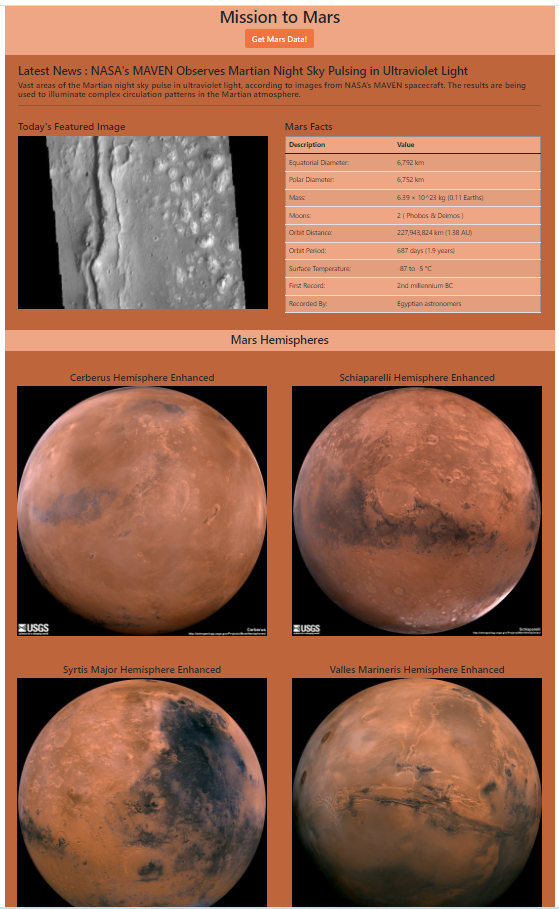 Mission to Mars
Get Mars Data!
Latest News : NASA's MAVEN Observes Martian Night Sky Pulsing in Ultraviolet Light
Vast areas of the Martian night sky pulse in ultraviolet light, according to images from NASA's MAVEN spacecraft. The results are being
used to illuminate complex circulation patterns in the Martian atmosphere.
Today's Featured Image
Mars Facts
Description Value
Equatorial Diameter: 6,792 km
Polar Diameter: 6,752 km
Mass: 6.39 × 10^23 kg (0.11 Earths)
Moons: 2 ( Phobos & Deimos )
Orbit Distance: 227,943,824 km (1.38 AU)
Orbit Period: 687 days (1.9 years)
Surface Temperature: -87 to -5 °C
First Record: 2nd millennium BC
Recorded By: Egyptian astronomers
Mars Hemispheres
Cerberus Hemisphere Enhanced
Schiaparelli Hemisphere Enhanced
USGS
Cerberus
USGS
Schiaparelli
Syrtis Major Hemisphere Enhanced
Valles Marineris Hemisphere Enhanced